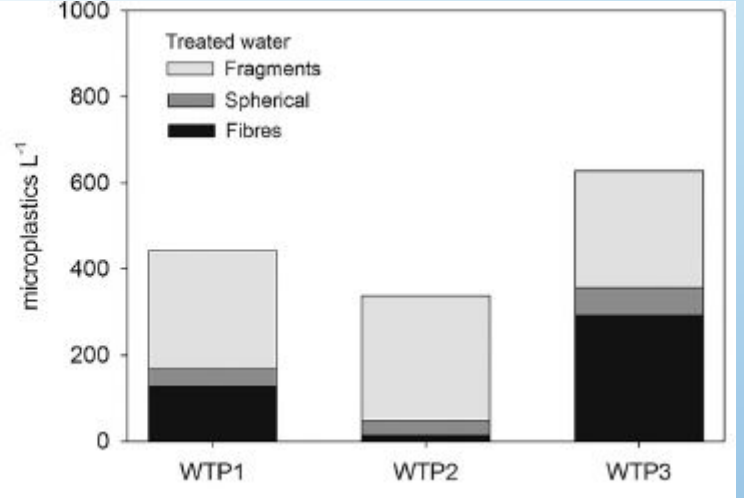 1000
800
600
400
200
0
microplastics L⁻¹
Treated water
Fragments
Spherical
Fibres
WTP1 WTP2 WTP3